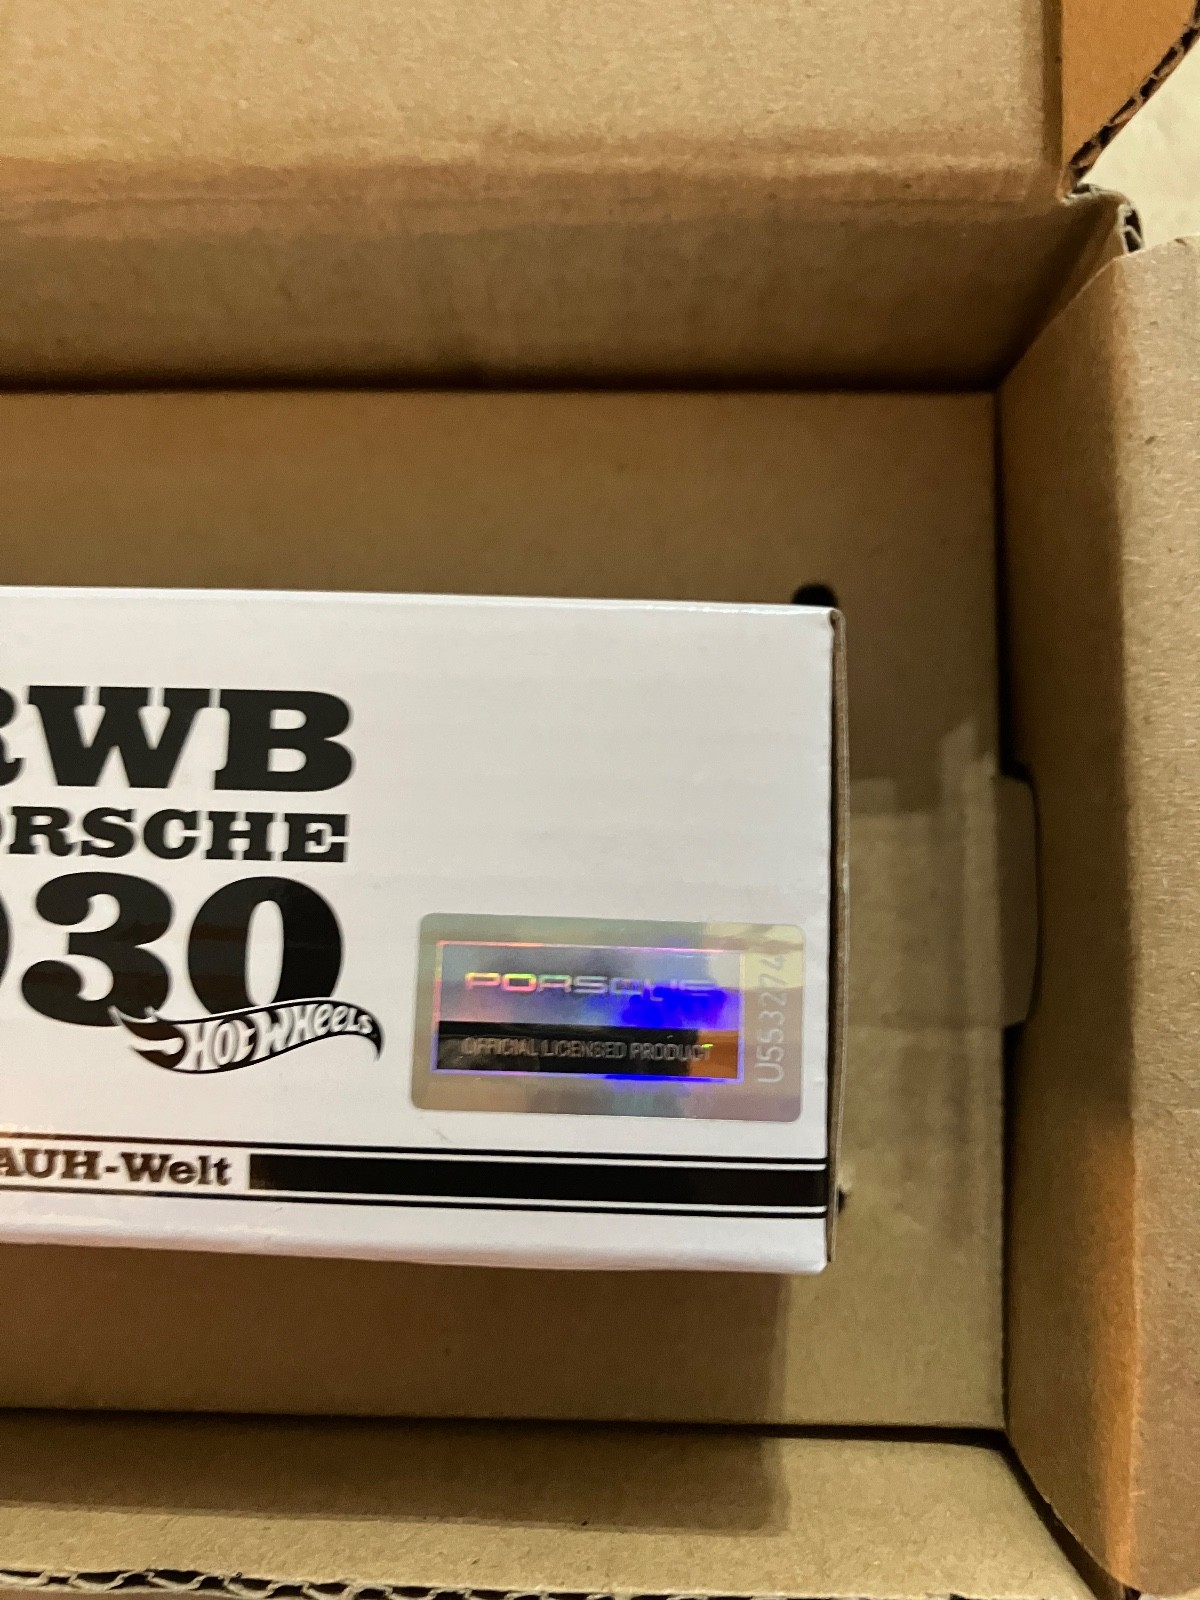 RWB
ORSCHE
930
HOT WHEELS
PORSCHE
OFFICIAL LICENSED PRODUCT
U553274
AUH-Welt